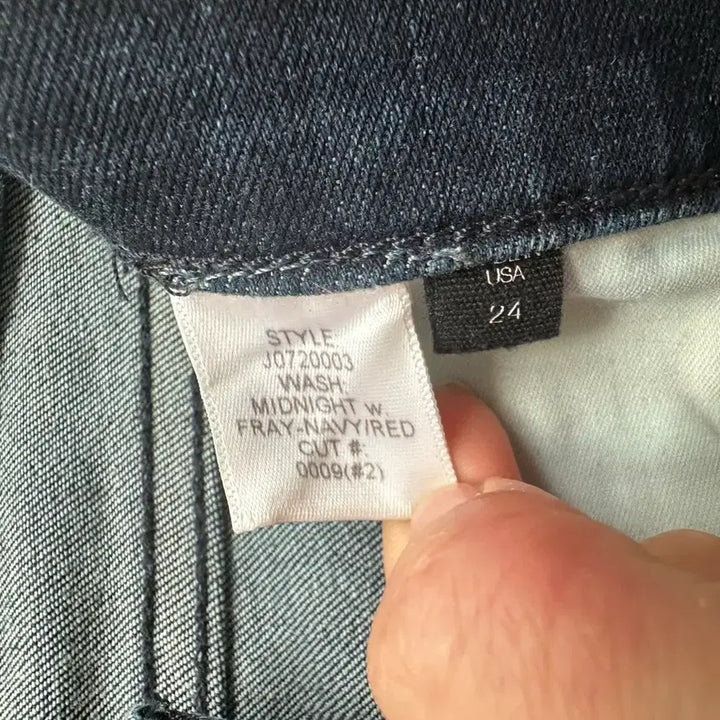 STYLE
J0720003
WASH:
MIDNIGHT w
FRAY-NAVY/RED
CUT #:
0009(#2)
USA
24